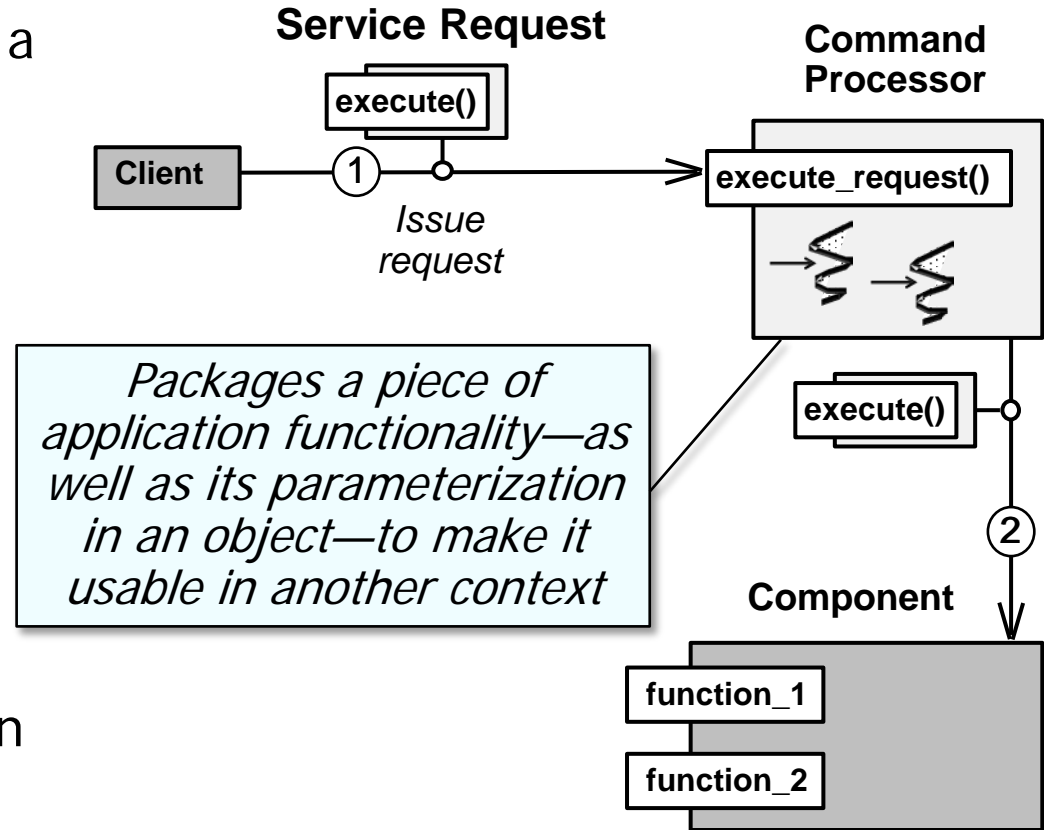 a
Service Request
Command
Processor
execute()
Client
1
execute_request()
Issue
request
Packages a piece of
application functionality—as
well as its parameterization
in an object—to make it
usable in another context
execute()
2
Component
function_1
n
function_2